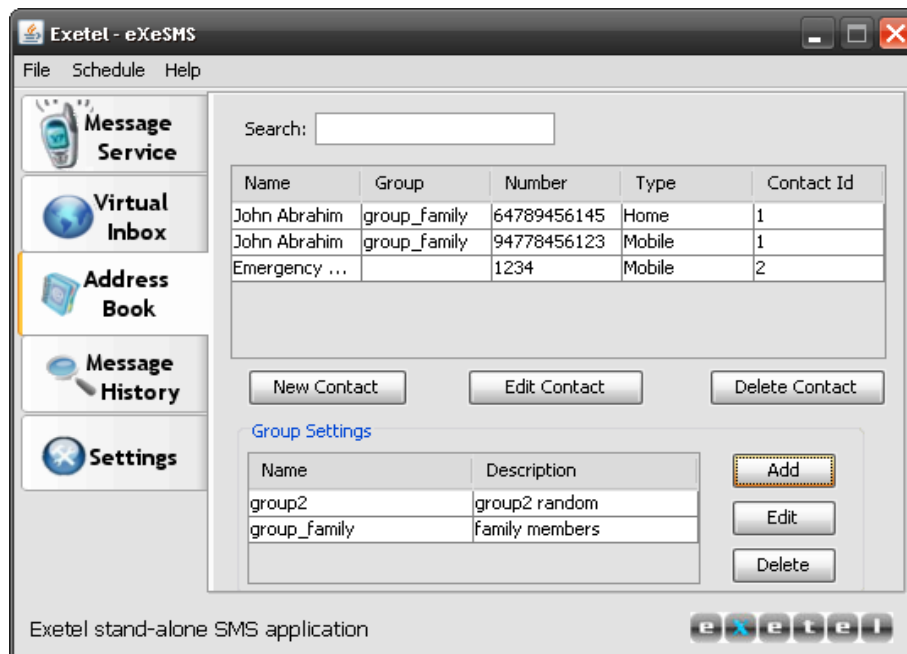 Exetel - eXeSMS
File Schedule Help
Message Service
Virtual Inbox
Address Book
Message History
Settings
Search:
Name Group Number Type Contact Id
John Abrahim group_family 64789456145 Home 1
John Abrahim group_family 94778456123 Mobile 1
Emergency ... 1234 Mobile 2
New Contact Edit Contact Delete Contact
Group Settings
Name Description
group2 group2 random
group_family family members
Add
Edit
Delete
Exetel stand-alone SMS application
exetel